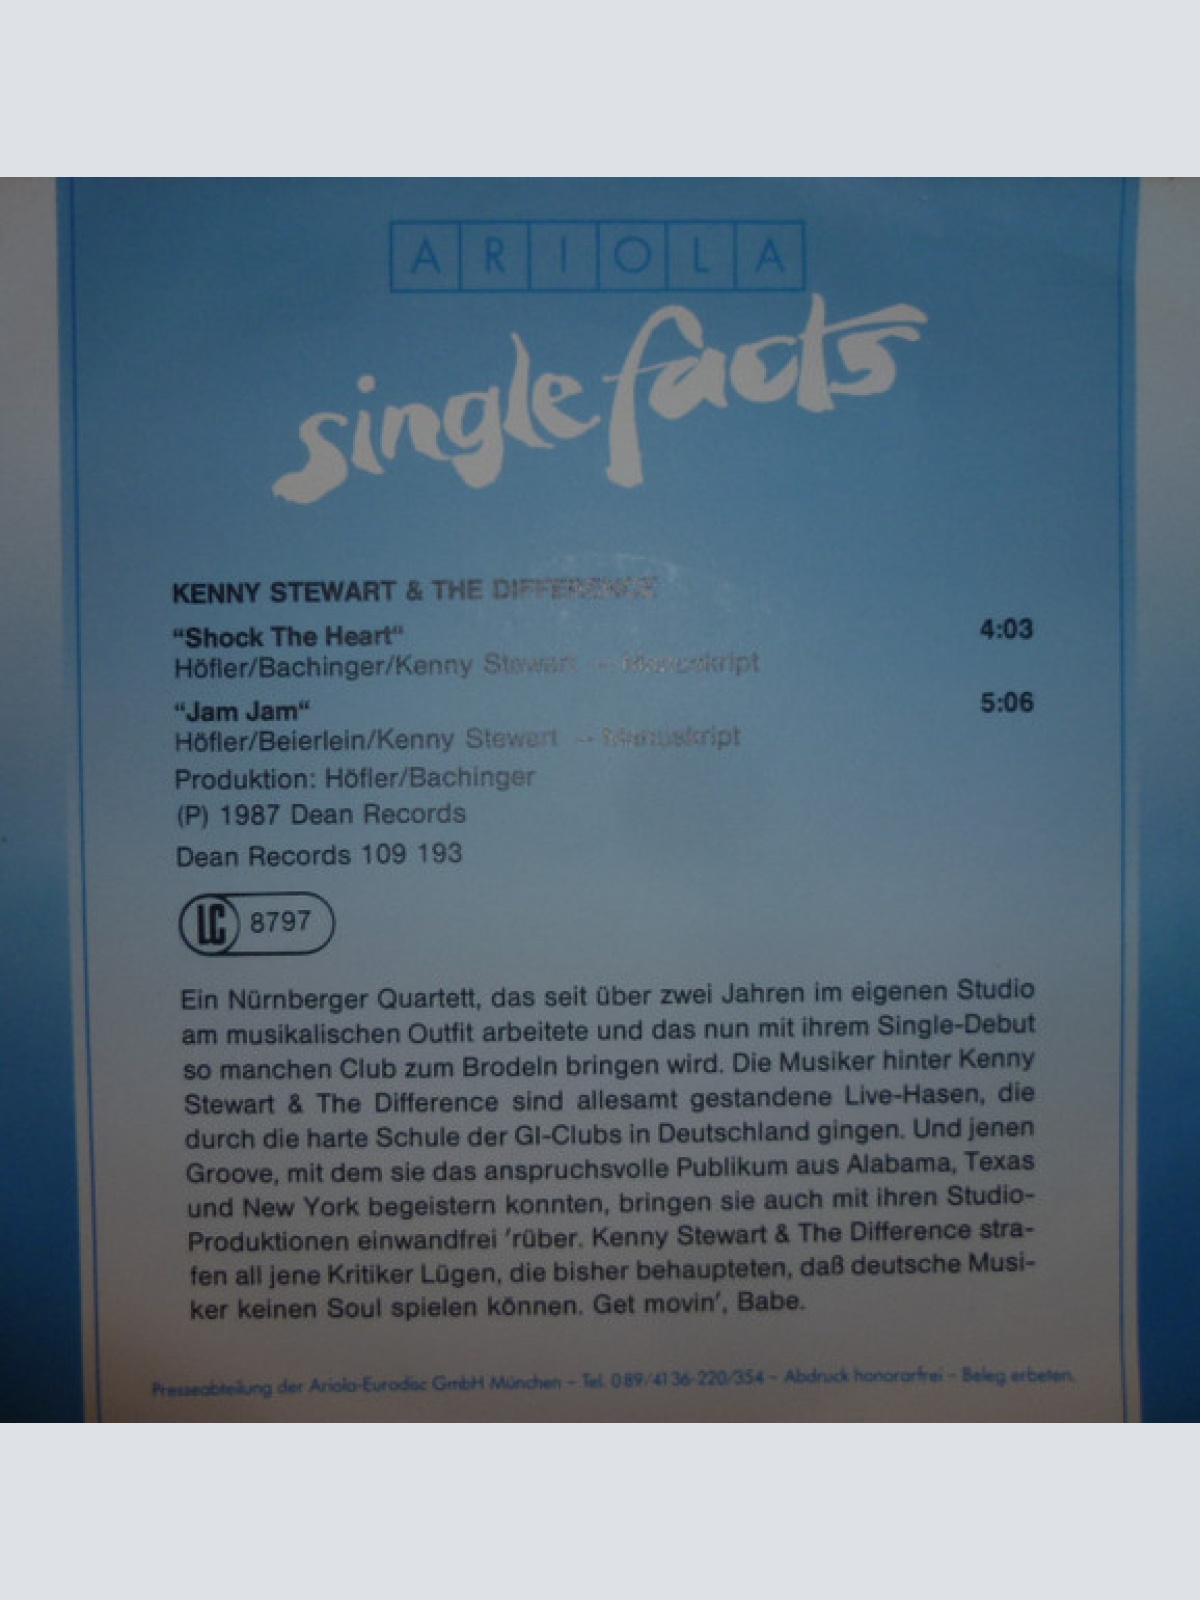 ARIOLA
single facts
KENNY STEWART & THE DIFFERENCE
“Shock The Heart“ 4:03
Höfler/Bachinger/Kenny Stewart – Manuskript
“Jam Jam“ 5:06
Höfler/Beierlein/Kenny Stewart – Manuskript
Produktion: Höfler/Bachinger
(P) 1987 Dean Records
Dean Records 109 193
LC 8797
Ein Nürnberger Quartett, das seit über zwei Jahren im eigenen Studio
am musikalischen Outfit arbeitete und das nun mit ihrem Single-Debut
so manchen Club zum Brodeln bringen wird. Die Musiker hinter Kenny
Stewart & The Difference sind allesamt gestandene Live-Hasen, die
durch die harte Schule der GI-Clubs in Deutschland gingen. Und jenen
Groove, mit dem sie das anspruchsvolle Publikum aus Alabama, Texas
und New York begeistern konnten, bringen sie auch mit ihren Studio-
Produktionen einwandfrei ’rüber. Kenny Stewart & The Difference stra-
fen all jene Kritiker Lügen, die bisher behaupteten, daß deutsche Musi-
ker keinen Soul spielen können. Get movin’, Babe.
Presseabteilung der Ariola-Eurodisc GmbH München – Tel. 089/4136-220/354 – Abdruck honorarfrei – Beleg erbeten.